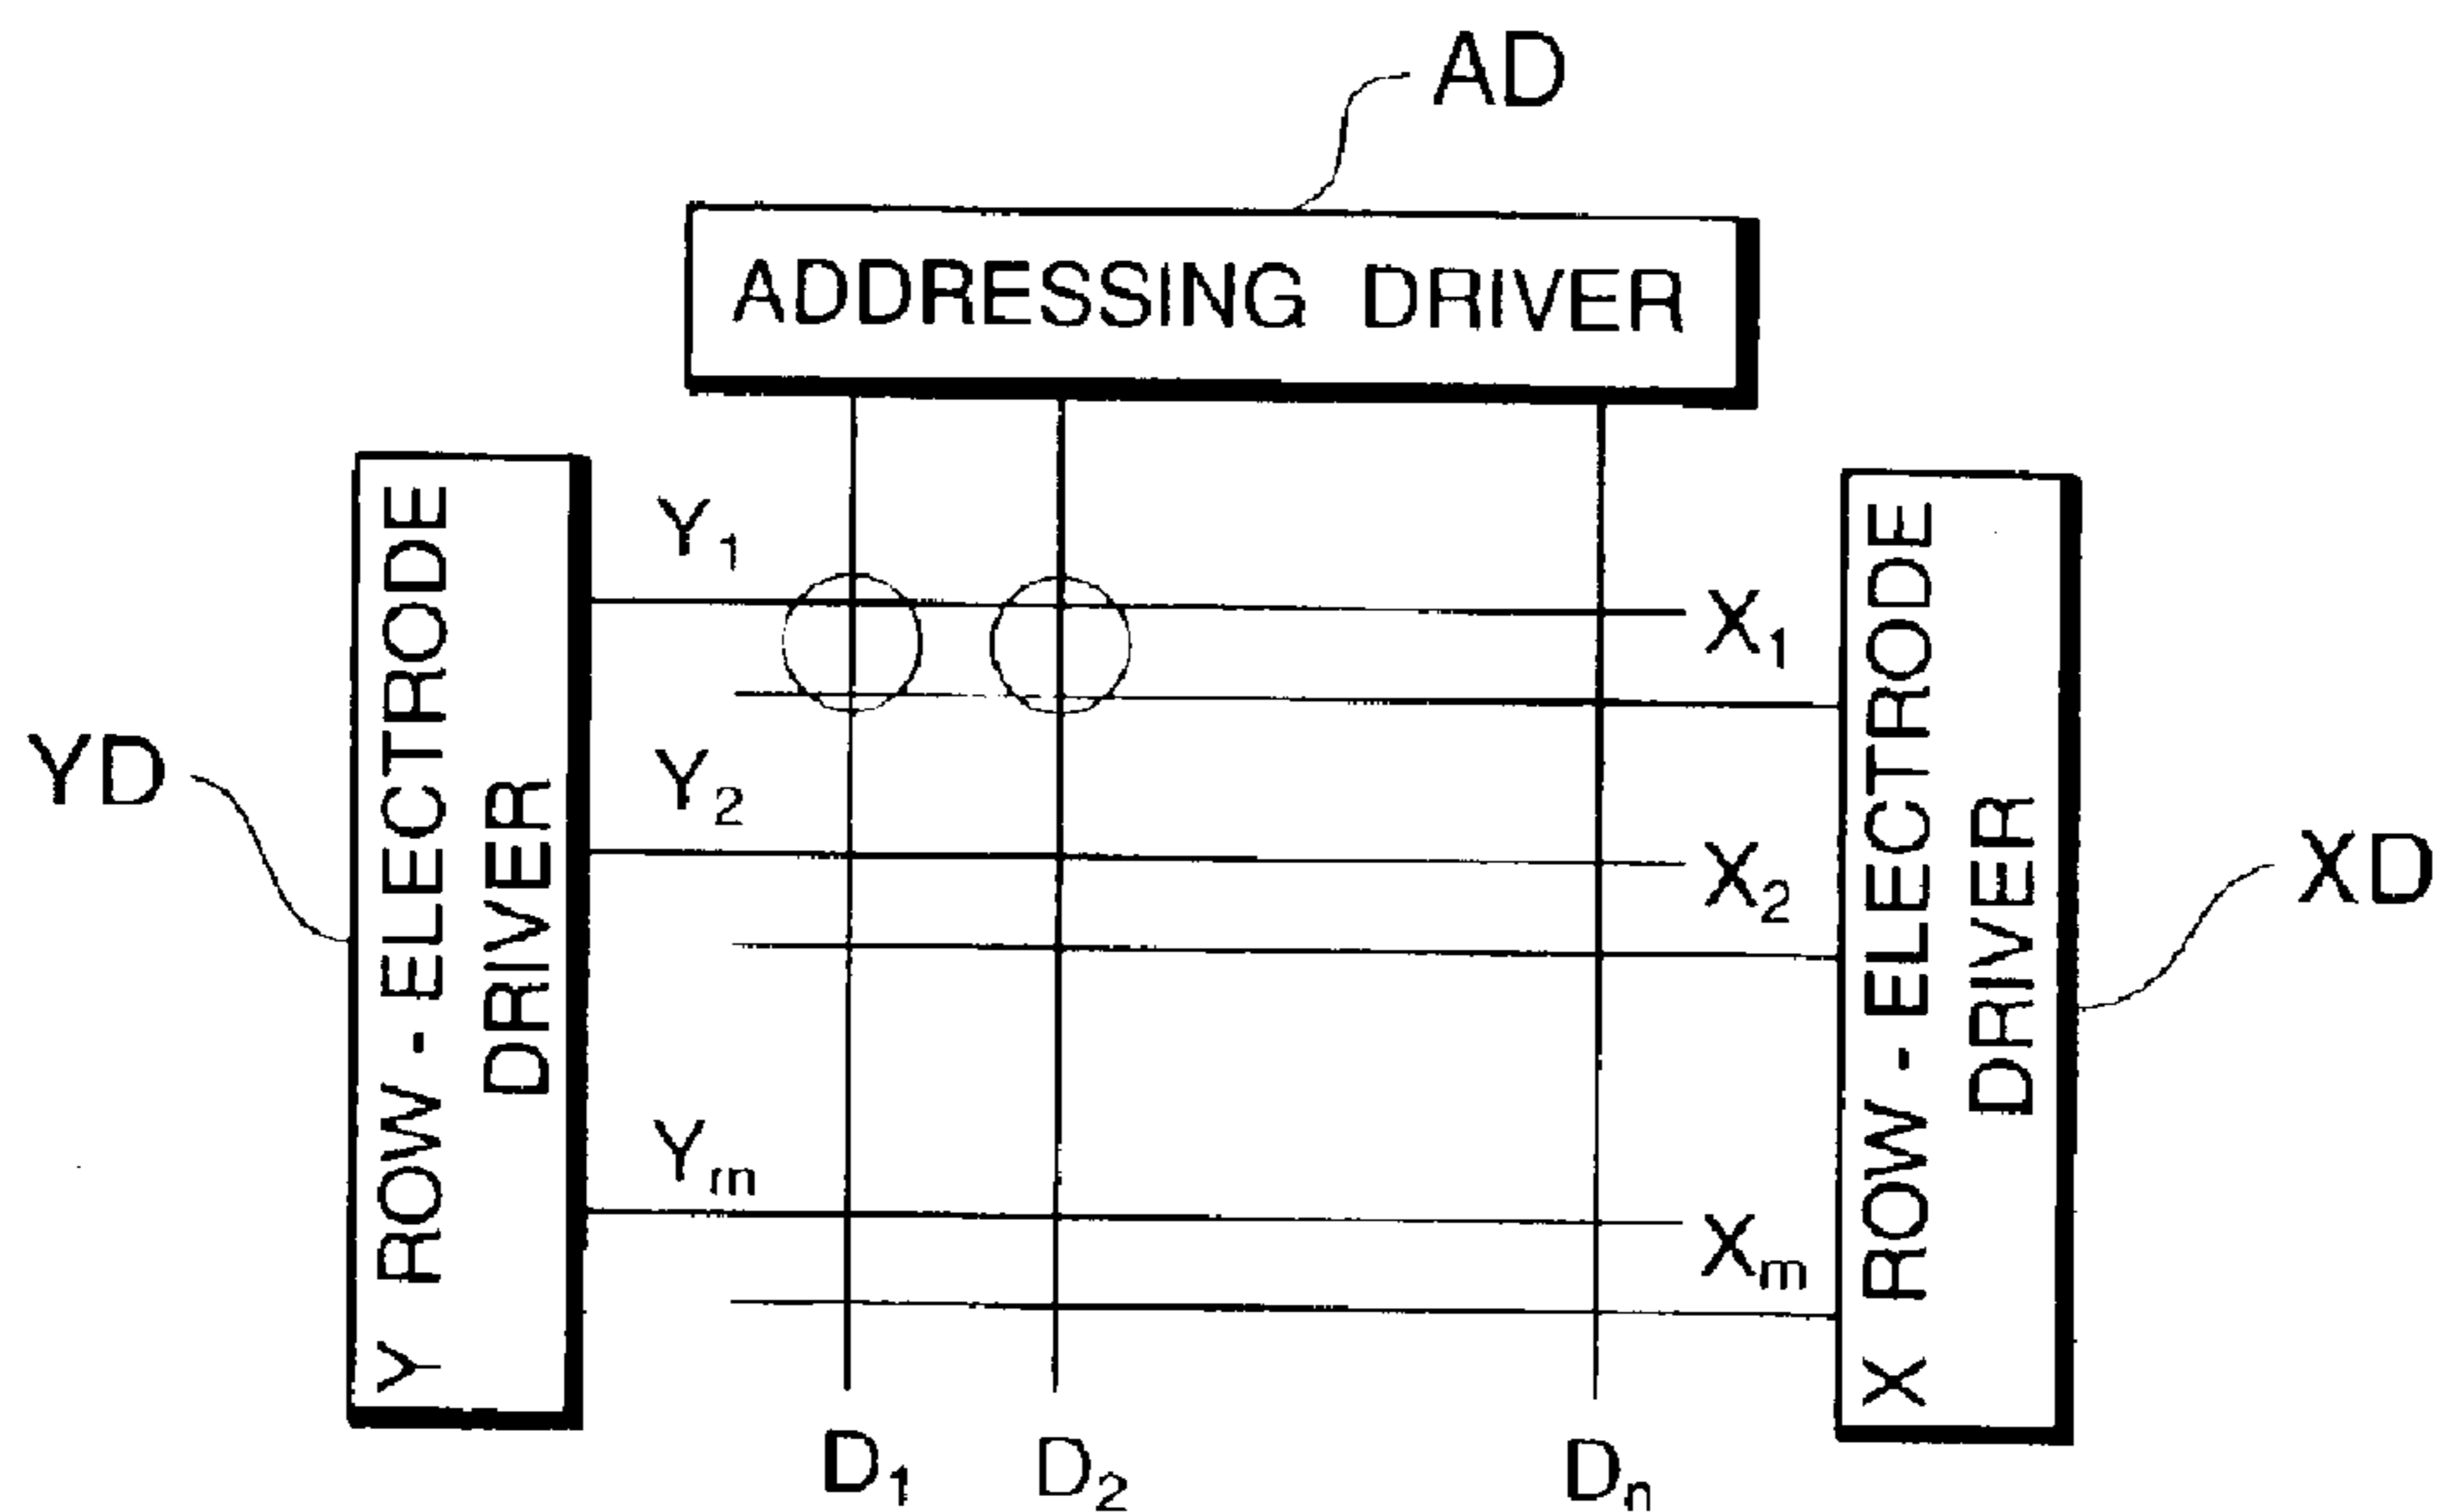 AD
ADDRESSING DRIVER
Y ROW - ELECTRODE
DRIVER
YD
Y₁
X₁
Y₂
X₂
Yₘ
Xₘ
X ROW - ELECTRODE
DRIVER
XD
D₁ D₂ Dₙ